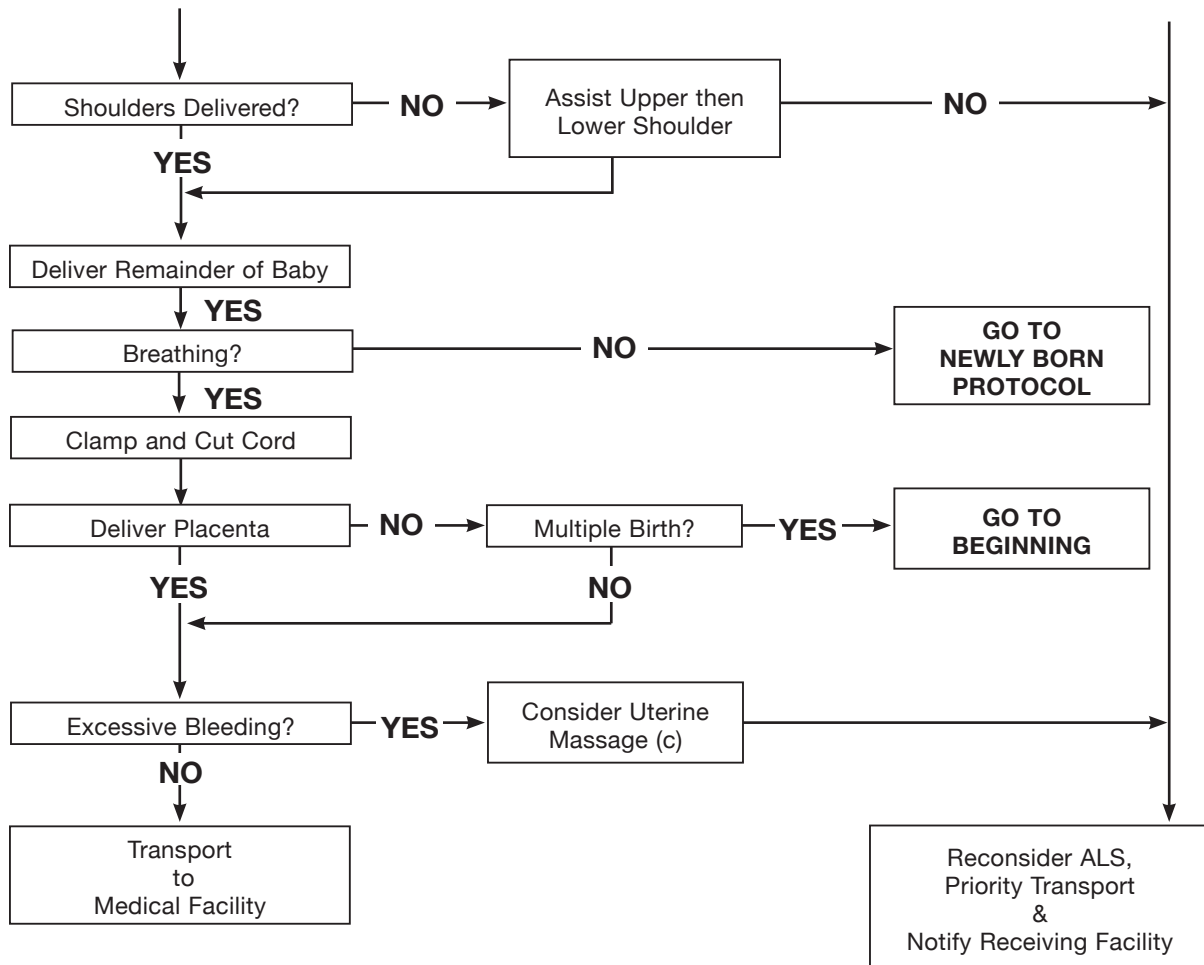 Shoulders Delivered?
NO
Assist Upper then
Lower Shoulder
NO
YES
Deliver Remainder of Baby
YES
Breathing?
NO
GO TO
NEWLY BORN
PROTOCOL
YES
Clamp and Cut Cord
Deliver Placenta
NO
Multiple Birth?
YES
GO TO
BEGINNING
YES
NO
Excessive Bleeding?
YES
Consider Uterine
Massage (c)
NO
Transport
to
Medical Facility
Reconsider ALS,
Priority Transport
&
Notify Receiving Facility